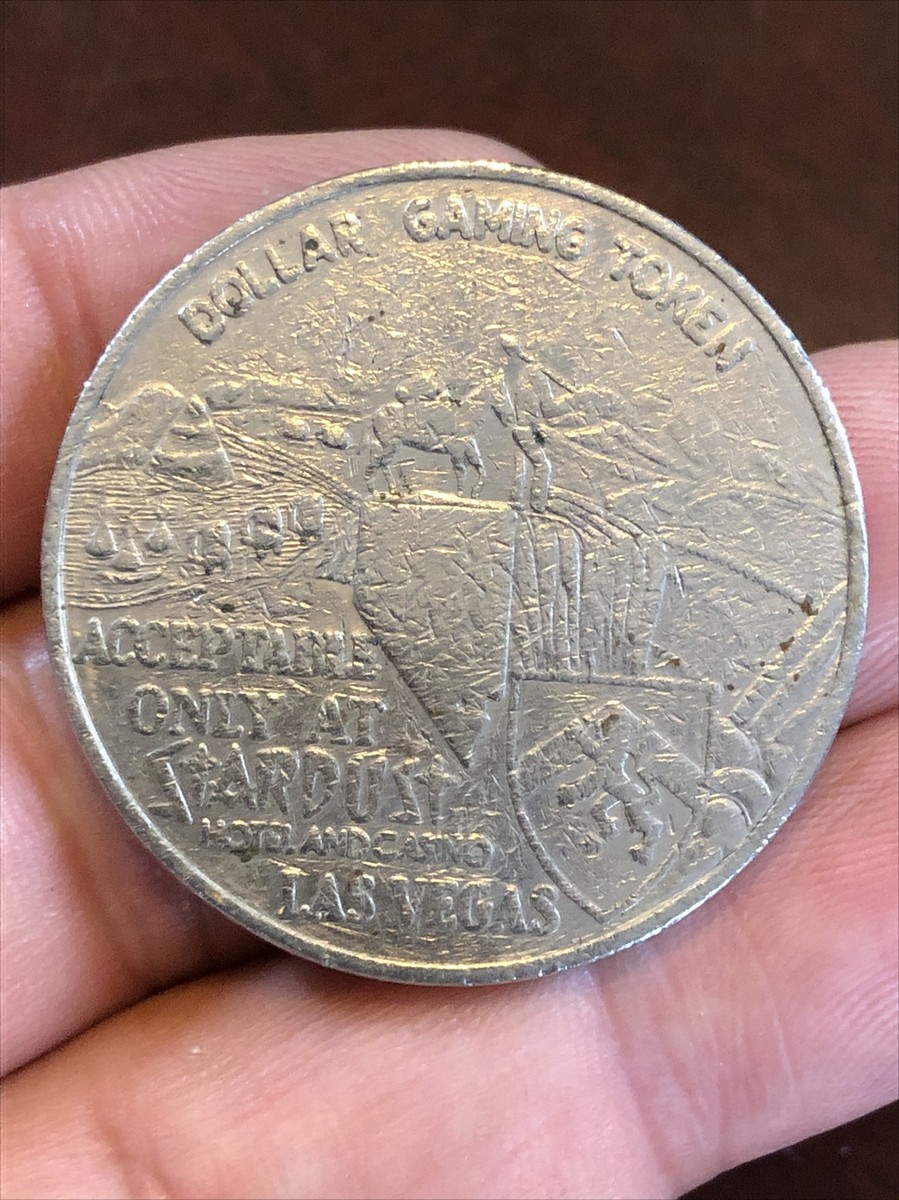 DOLLAR GAMING TOKEN
ACCEPTABLE
ONLY AT
STARDUST
HOTEL AND CASINO
LAS VEGAS